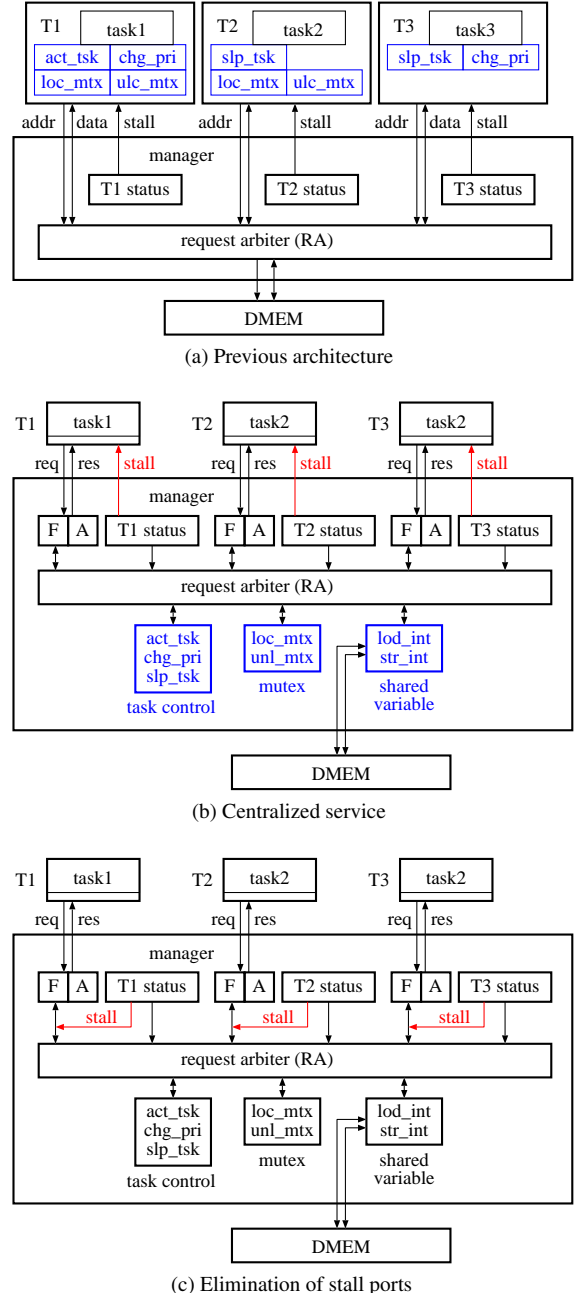 T1 task1 T2 task2 T3 task3
act_tsk chg_pri slp_tsk slp_tsk chg_pri
loc_mtx ulc_mtx loc_mtx ulc_mtx
addr data stall addr stall addr data stall
manager
T1 status T2 status T3 status
request arbiter (RA)
DMEM
(a) Previous architecture
T1 task1 T2 task2 T3 task2
req res stall req res stall req res stall
manager
F A T1 status F A T2 status F A T3 status
request arbiter (RA)
act_tsk loc_mtx lod_int
chg_pri unl_mtx str_int
slp_tsk
task control mutex shared
variable
DMEM
(b) Centralized service
T1 task1 T2 task2 T3 task2
req res req res req res
manager
F A T1 status F A T2 status F A T3 status
stall stall stall
request arbiter (RA)
act_tsk loc_mtx lod_int
chg_pri unl_mtx str_int
slp_tsk
task control mutex shared
variable
DMEM
(c) Elimination of stall ports